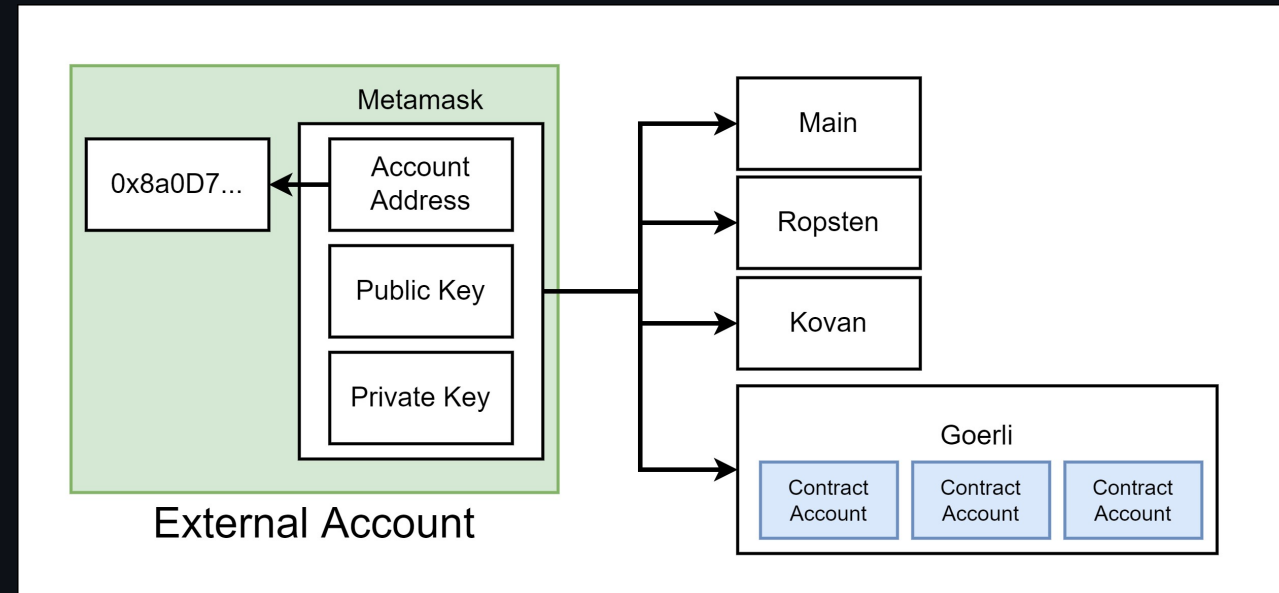 Metamask
0x8a0D7...
Account
Address
Public Key
Private Key
External Account
Main
Ropsten
Kovan
Goerli
Contract
Account
Contract
Account
Contract
Account